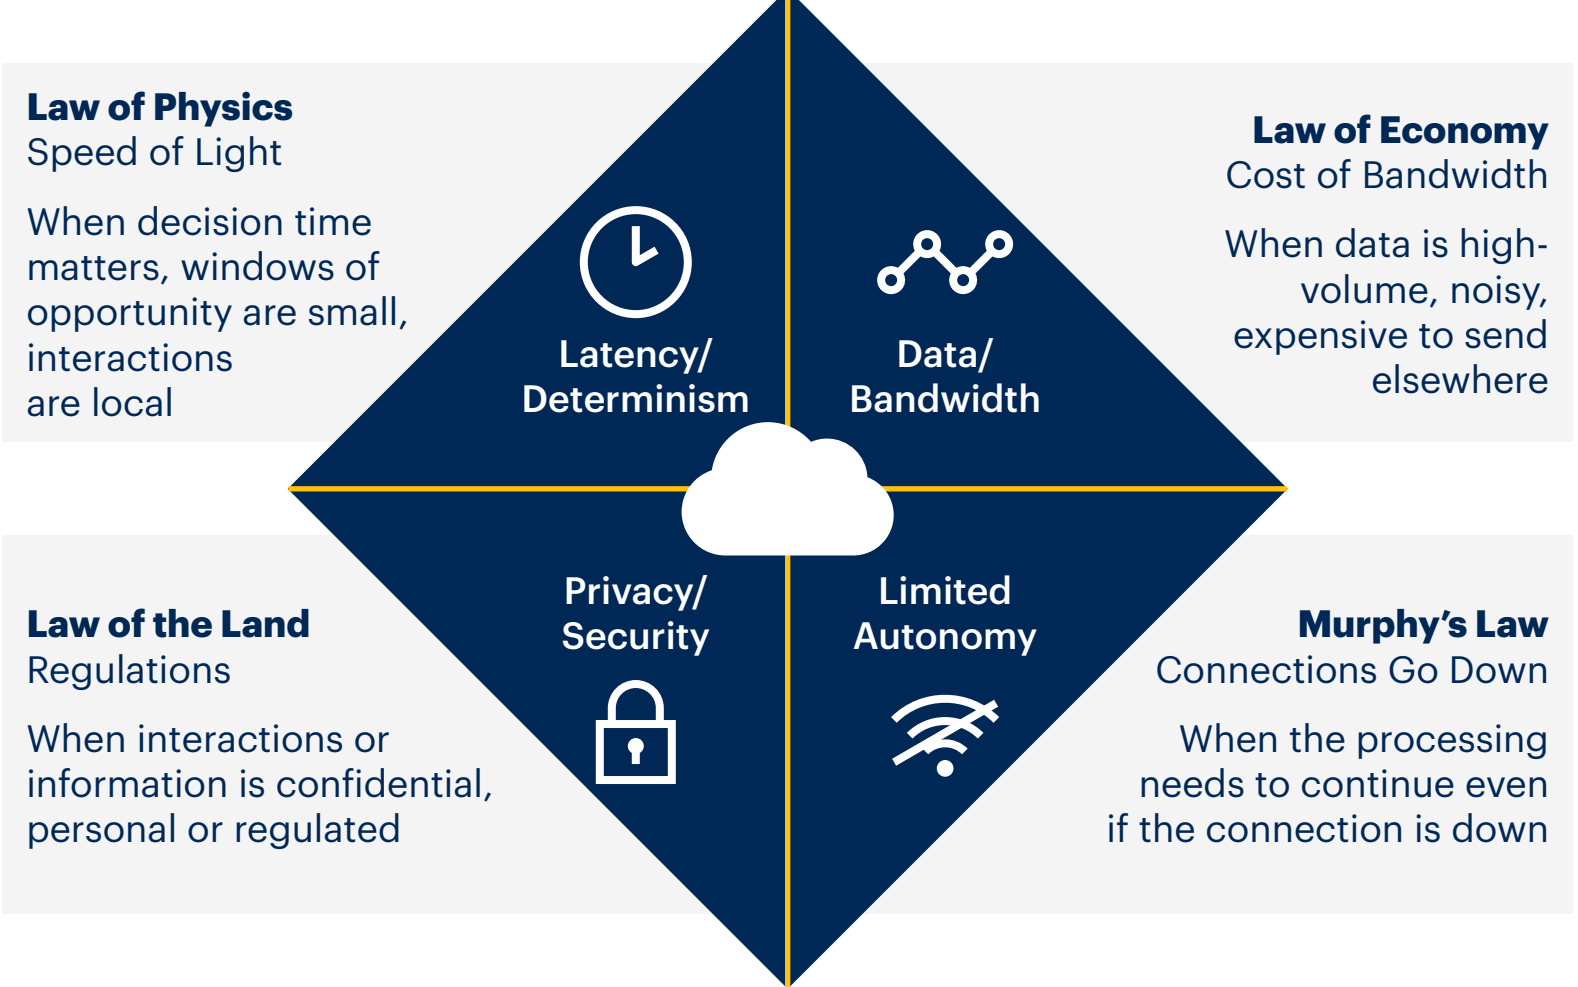 Law of Physics
Speed of Light
When decision time
matters, windows of
opportunity are small,
interactions
are local
Latency/
Determinism
Data/
Bandwidth
Law of Economy
Cost of Bandwidth
When data is high-
volume, noisy,
expensive to send
elsewhere
Law of the Land
Regulations
When interactions or
information is confidential,
personal or regulated
Privacy/
Security
Limited
Autonomy
Murphy’s Law
Connections Go Down
When the processing
needs to continue even
if the connection is down